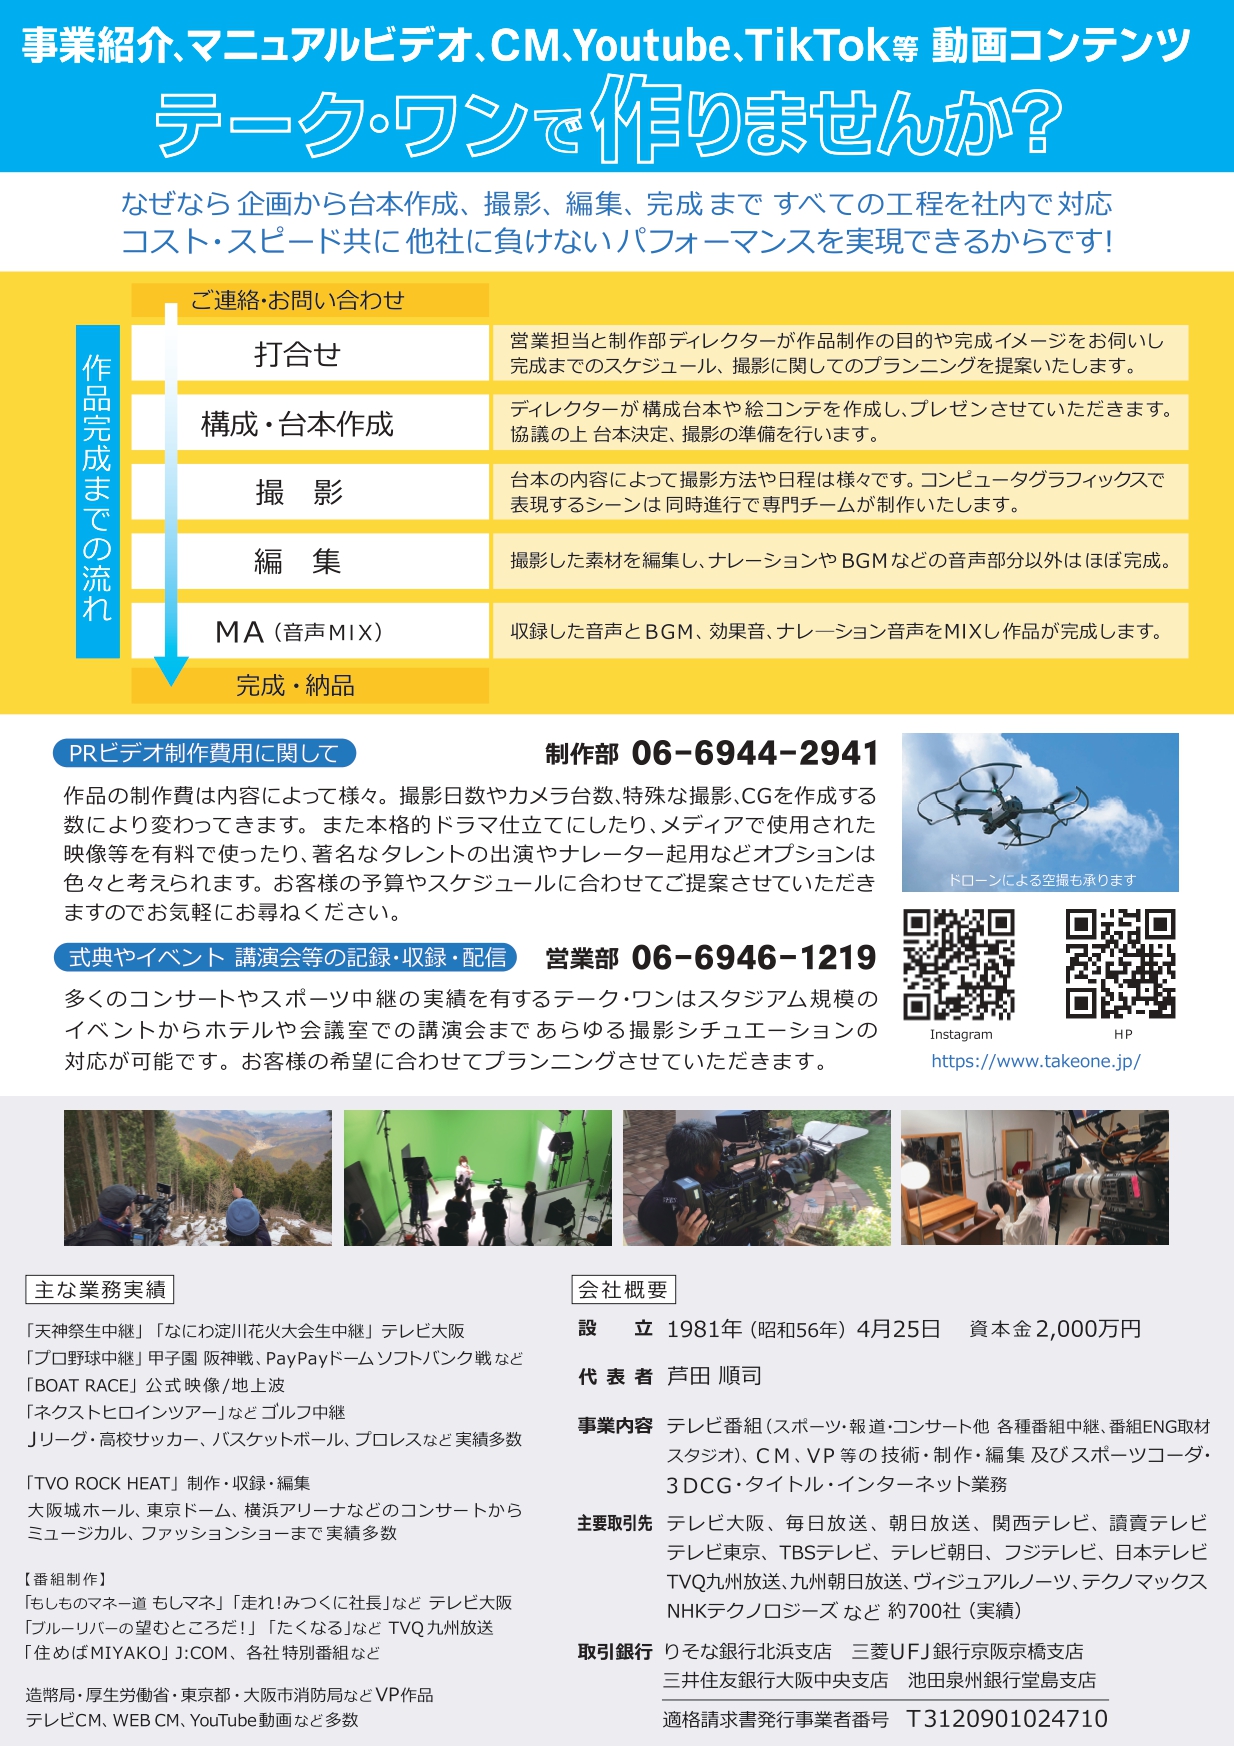 事業紹介、マニュアルビデオ、CM、Youtube、TikTok等 動画コンテンツ
テーク・ワンで作りませんか?
なぜなら 企画から台本作成、撮影、編集、完成 まで すべての工程を社内で 対応
コスト・スピード共に 他社に負けない パフォーマンスを実現できるからです!
ご連絡・お問い合わせ
作品完成までの流れ
打合せ
営業担当と制作部ディレクターが作品制作の目的や完成イメージをお伺いし
完成までのスケジュール、撮影に関してのプランニングを提案いたします。
構成・台本作成
ディレクターが 構成台本や 絵コンテを作成し、プレゼンさせていただきます。
協議の上 台本決定、撮影の準備を行います。
撮　影
台本の内容によって撮影方法や日程は様々です。コンピュータグラフィックスで
表現するシーンは 同時進行で専門チームが制作いたします。
編　集
撮影した素材を編集し、ナレーションや BGMなどの音声部分以外は ほぼ完成。
MA（音声MIX）
収録した音声とBGM、効果音、ナレーション音声をMIXし作品が完成します。
完成・納品
PRビデオ制作費用に関して
制作部 06-6944-2941
作品の制作費は内容によって様々。撮影日数やカメラ台数、特殊な撮影、CGを作成する
数により変わってきます。また本格的ドラマ仕立てにしたり、メディアで使用された
映像等を有料で使ったり、著名なタレントの出演やナレーター起用などオプションは
色々と考えられます。お客様の予算やスケジュールに合わせてご提案させていただき
ますのでお気軽にお尋ねください。
ドローンによる空撮も承ります
式典やイベント 講演会等の記録・収録・配信
営業部 06-6946-1219
多くのコンサートやスポーツ中継の実績を有するテーク・ワンはスタジアム規模の
イベントからホテルや会議室での講演会まで あらゆる撮影シチュエーションの
対応が可能です。お客様の希望に合わせてプランニングさせていただきます。
Instagram
HP
https://www.takeone.jp/
主な業務実績
「天神祭生中継」「なにわ淀川花火大会生中継」テレビ大阪
「プロ野球中継」甲子園 阪神戦、PayPayドームソフトバンク戦など
「BOAT RACE」公式映像/地上波
「ネクストヒロインツアー」など ゴルフ中継
Jリーグ・高校サッカー、バスケットボール、プロレスなど実績多数
「TVO ROCK HEAT」制作・収録・編集
大阪城ホール、東京ドーム、横浜アリーナなどのコンサートから
ミュージカル、ファッションショーまで実績多数
【番組制作】
「もしものマネー道 もしマネ」「走れ!みつくに社長」など テレビ大阪
「ブルーリバーの望むところだ!」「たくなる」など TVQ九州放送
「住めばMIYAKO」J:COM、各社特別番組など
造幣局・厚生労働省・東京都・大阪市消防局などVP作品
テレビCM、WEB CM、YouTube動画など多数
会社概要
設　立 1981年（昭和56年）4月25日　資本金2,000万円
代表者 芦田 順司
事業内容 テレビ番組（スポーツ・報道・コンサート他 各種番組中継、番組ENG取材
スタジオ）、CM、VP等の技術・制作・編集 及びスポーツコーダ・
3DCG・タイトル・インターネット業務
主要取引先 テレビ大阪、毎日放送、朝日放送、関西テレビ、讀賣テレビ
テレビ東京、TBSテレビ、テレビ朝日、フジテレビ、日本テレビ
TVQ九州放送、九州朝日放送、ヴィジュアルノーツ、テクノマックス
NHKテクノロジーズ など 約700社（実績）
取引銀行 りそな銀行北浜支店　三菱UFJ銀行京阪京橋支店
三井住友銀行大阪中央支店　池田泉州銀行堂島支店
適格請求書発行事業者番号　T3120901024710